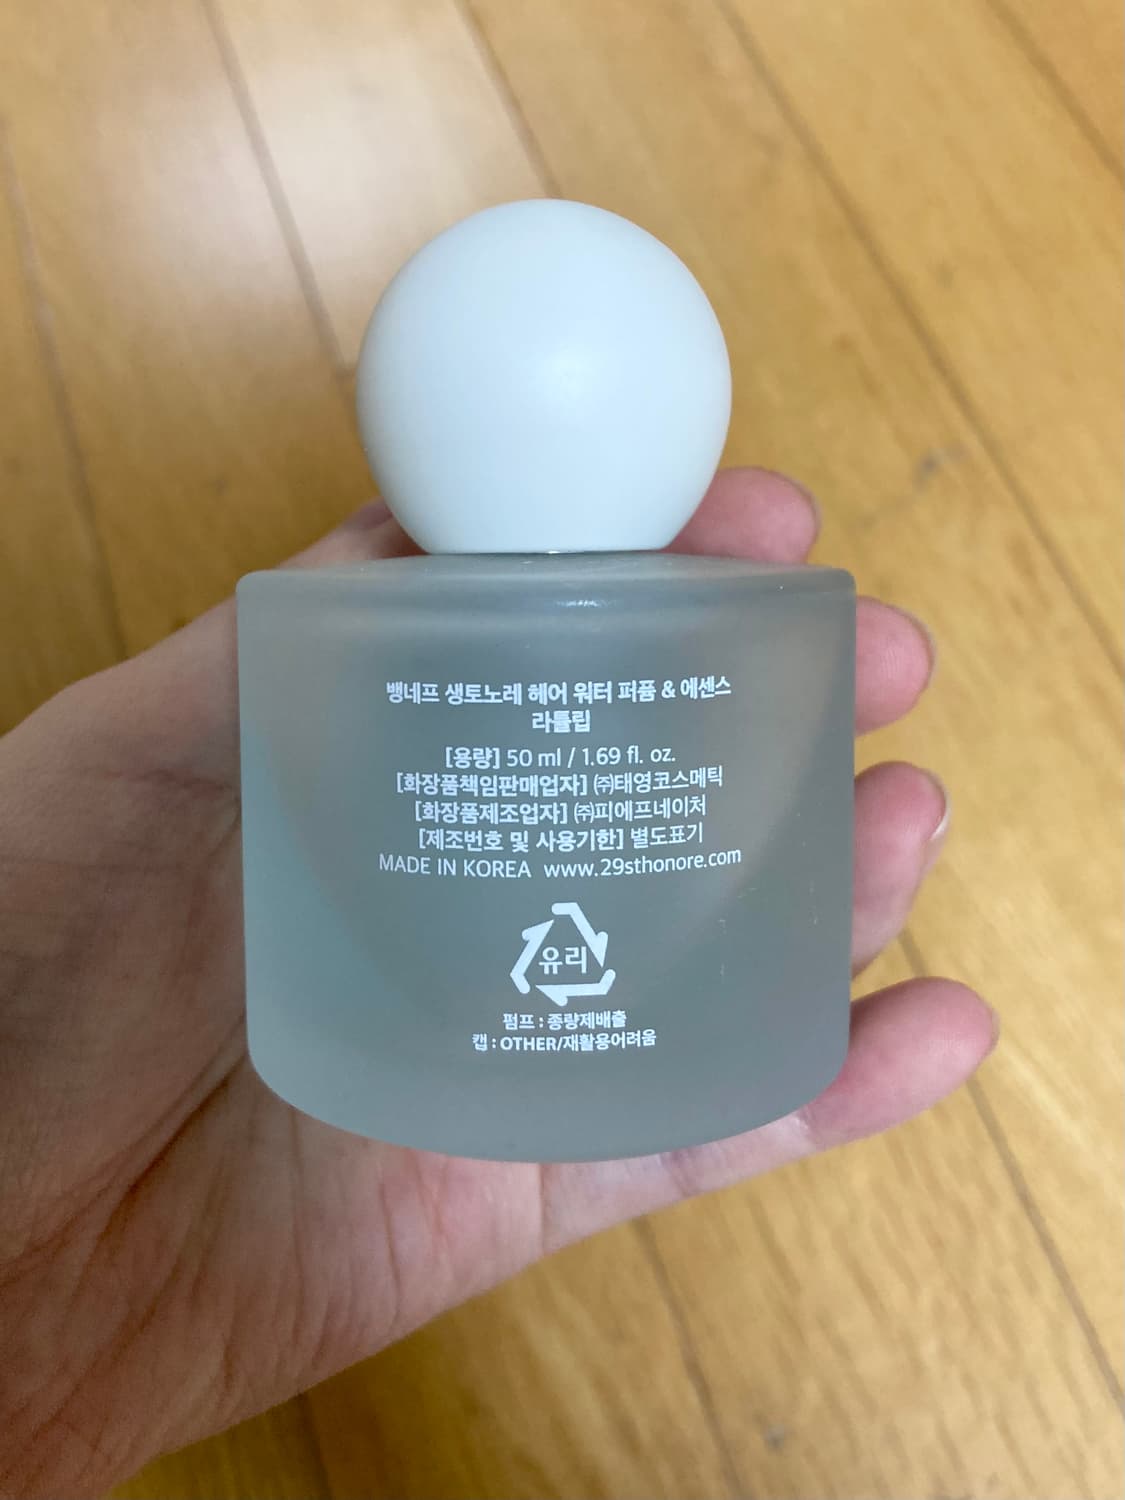 뱅네프 생토노레 헤어 워터 퍼퓸 & 에센스
라튤립
[용량] 50 ml / 1.69 fl. oz.
[화장품책임판매업자] ㈜태영코스메틱
[화장품제조업자] ㈜피에프네이처
[제조번호 및 사용기한] 별도표기
MADE IN KOREA www.29sthonore.com
유리
펌프 : 종량제배출
캡 : OTHER/재활용어려움